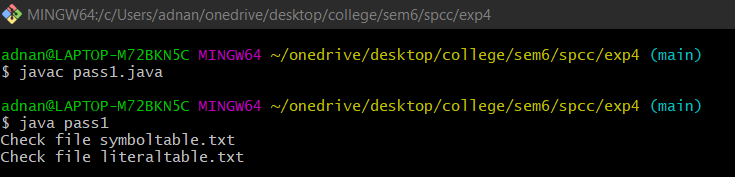 MINGW64:/c/Users/adnan/onedrive/desktop/college/sem6/spcc/exp4
adnan@LAPTOP-M72BKN5C MINGW64 ~/onedrive/desktop/college/sem6/spcc/exp4 (main)
$ javac pass1.java
adnan@LAPTOP-M72BKN5C MINGW64 ~/onedrive/desktop/college/sem6/spcc/exp4 (main)
$ java pass1
Check file symboltable.txt
Check file literaltable.txt